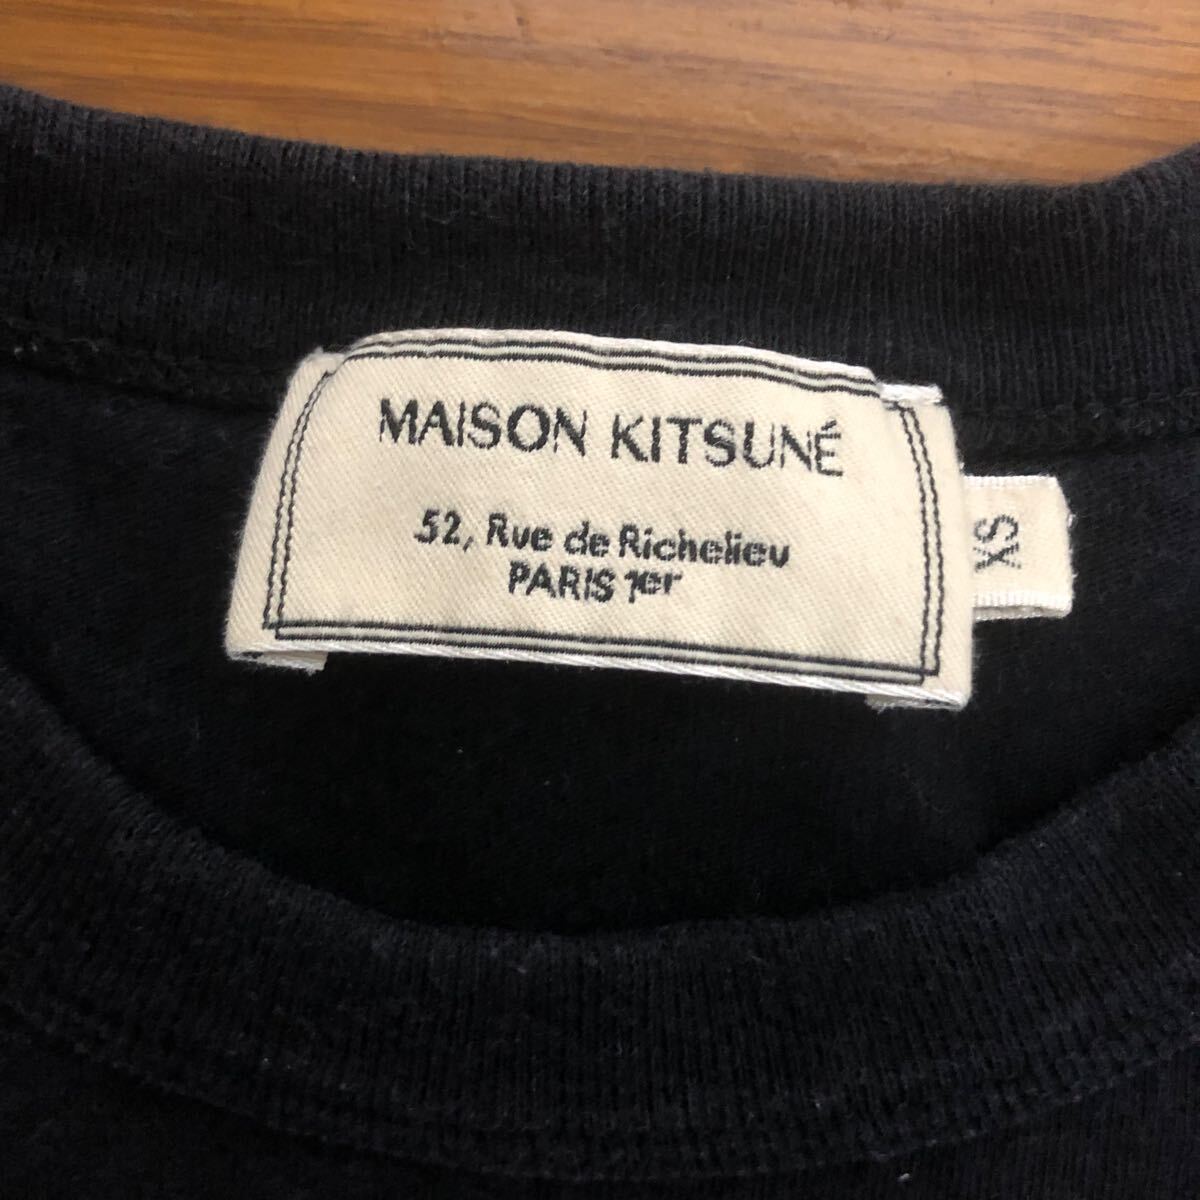 MAISON KITSUNÉ
52, Rue de Richelieu
PARIS 1er
XS